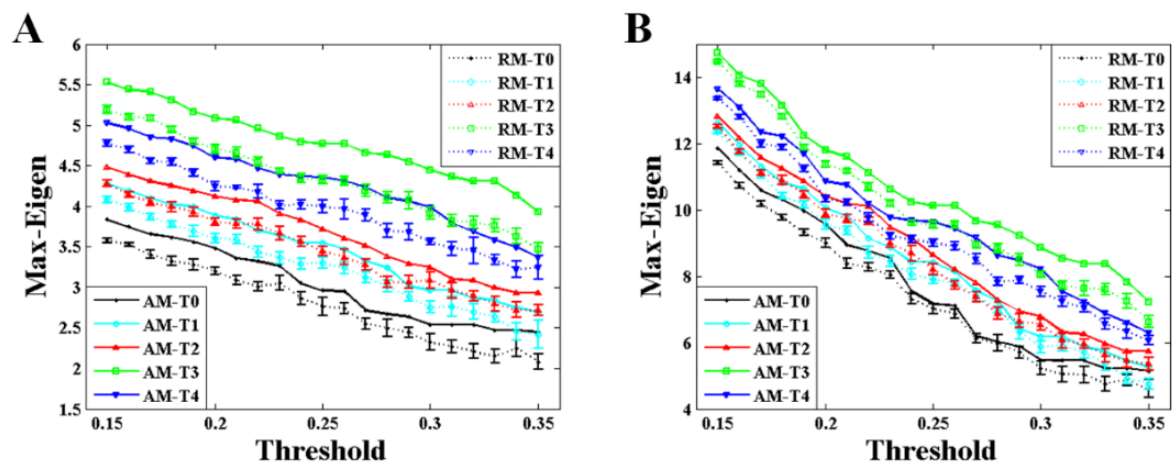 A
Max-Eigen
6
5.5
5
4.5
4
3.5
3
2.5
2
1.5
RM-T0
RM-T1
RM-T2
RM-T3
RM-T4
AM-T0
AM-T1
AM-T2
AM-T3
AM-T4
0.15 0.2 0.25 0.3 0.35
Threshold
B
Max-Eigen
14
12
10
8
6
4
RM-T0
RM-T1
RM-T2
RM-T3
RM-T4
AM-T0
AM-T1
AM-T2
AM-T3
AM-T4
0.15 0.2 0.25 0.3 0.35
Threshold